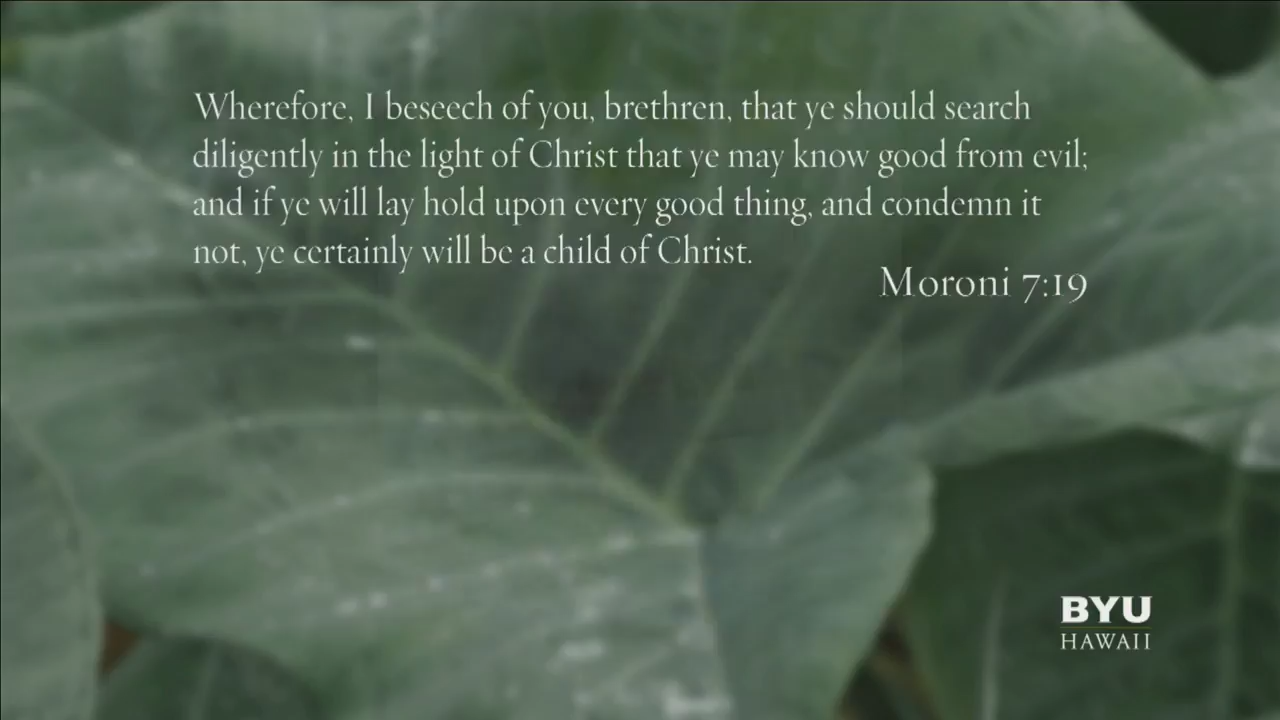 Wherefore, I beseech of you, brethren, that ye should search
diligently in the light of Christ that ye may know good from evil;
and if ye will lay hold upon every good thing, and condemn it
not, ye certainly will be a child of Christ.
Moroni 7:19
BYU
HAWAII